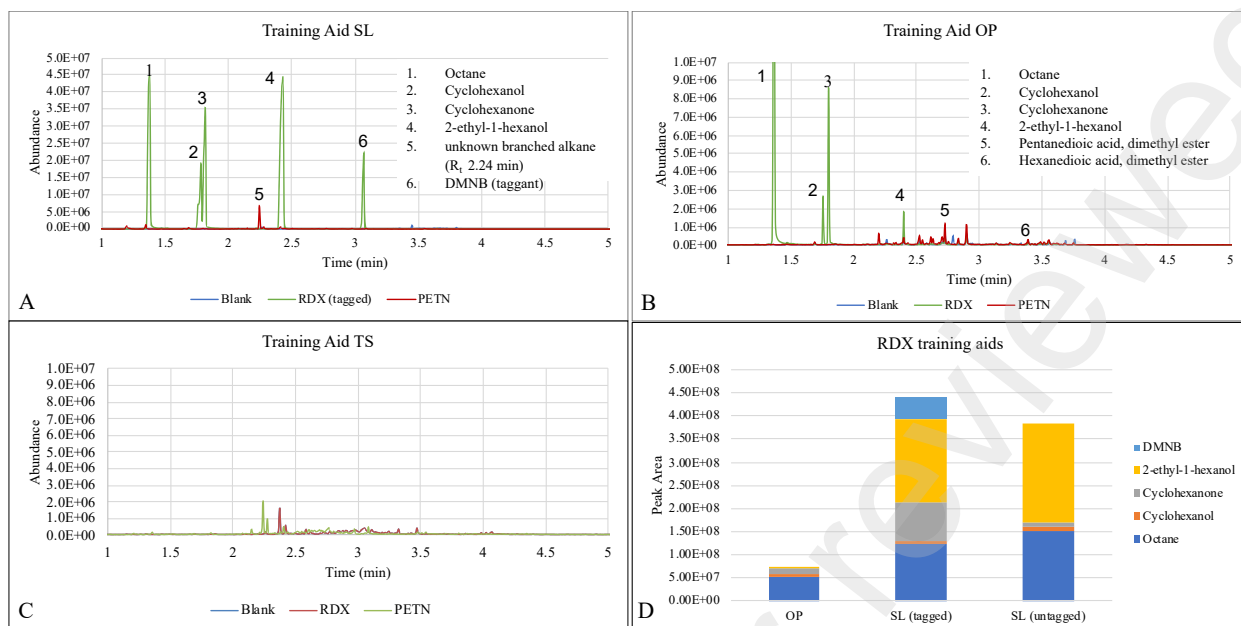 Training Aid SL
5.0E+07
4.5E+07
4.0E+07
3.5E+07
3.0E+07
2.5E+07
2.0E+07
1.5E+07
1.0E+07
5.0E+06
0.0E+00
Abundance
1
2
3
4
5
6
1. Octane
2. Cyclohexanol
3. Cyclohexanone
4. 2-ethyl-1-hexanol
5. unknown branched alkane
(Rt 2.24 min)
6. DMNB (taggant)
1 1.5 2 2.5 3 3.5 4 4.5 5
Time (min)
A
Blank RDX (tagged) PETN
Training Aid OP
1.0E+07
9.0E+06
8.0E+06
7.0E+06
6.0E+06
5.0E+06
4.0E+06
3.0E+06
2.0E+06
1.0E+06
0.0E+00
Abundance
1
2
3
4
5
6
1. Octane
2. Cyclohexanol
3. Cyclohexanone
4. 2-ethyl-1-hexanol
5. Pentanedioic acid, dimethyl ester
6. Hexanedioic acid, dimethyl ester
1 1.5 2 2.5 3 3.5 4 4.5 5
Time (min)
B
Blank RDX PETN
Training Aid TS
1.0E+07
9.0E+06
8.0E+06
7.0E+06
6.0E+06
5.0E+06
4.0E+06
3.0E+06
2.0E+06
1.0E+06
0.0E+00
Abundance
1 1.5 2 2.5 3 3.5 4 4.5 5
Time (min)
C
Blank RDX PETN
RDX training aids
5.00E+08
4.50E+08
4.00E+08
3.50E+08
3.00E+08
2.50E+08
2.00E+08
1.50E+08
1.00E+08
5.00E+07
0.00E+00
Peak Area
DMNB
2-ethyl-1-hexanol
Cyclohexanone
Cyclohexanol
Octane
D
OP SL (tagged) SL (untagged)
reviewed